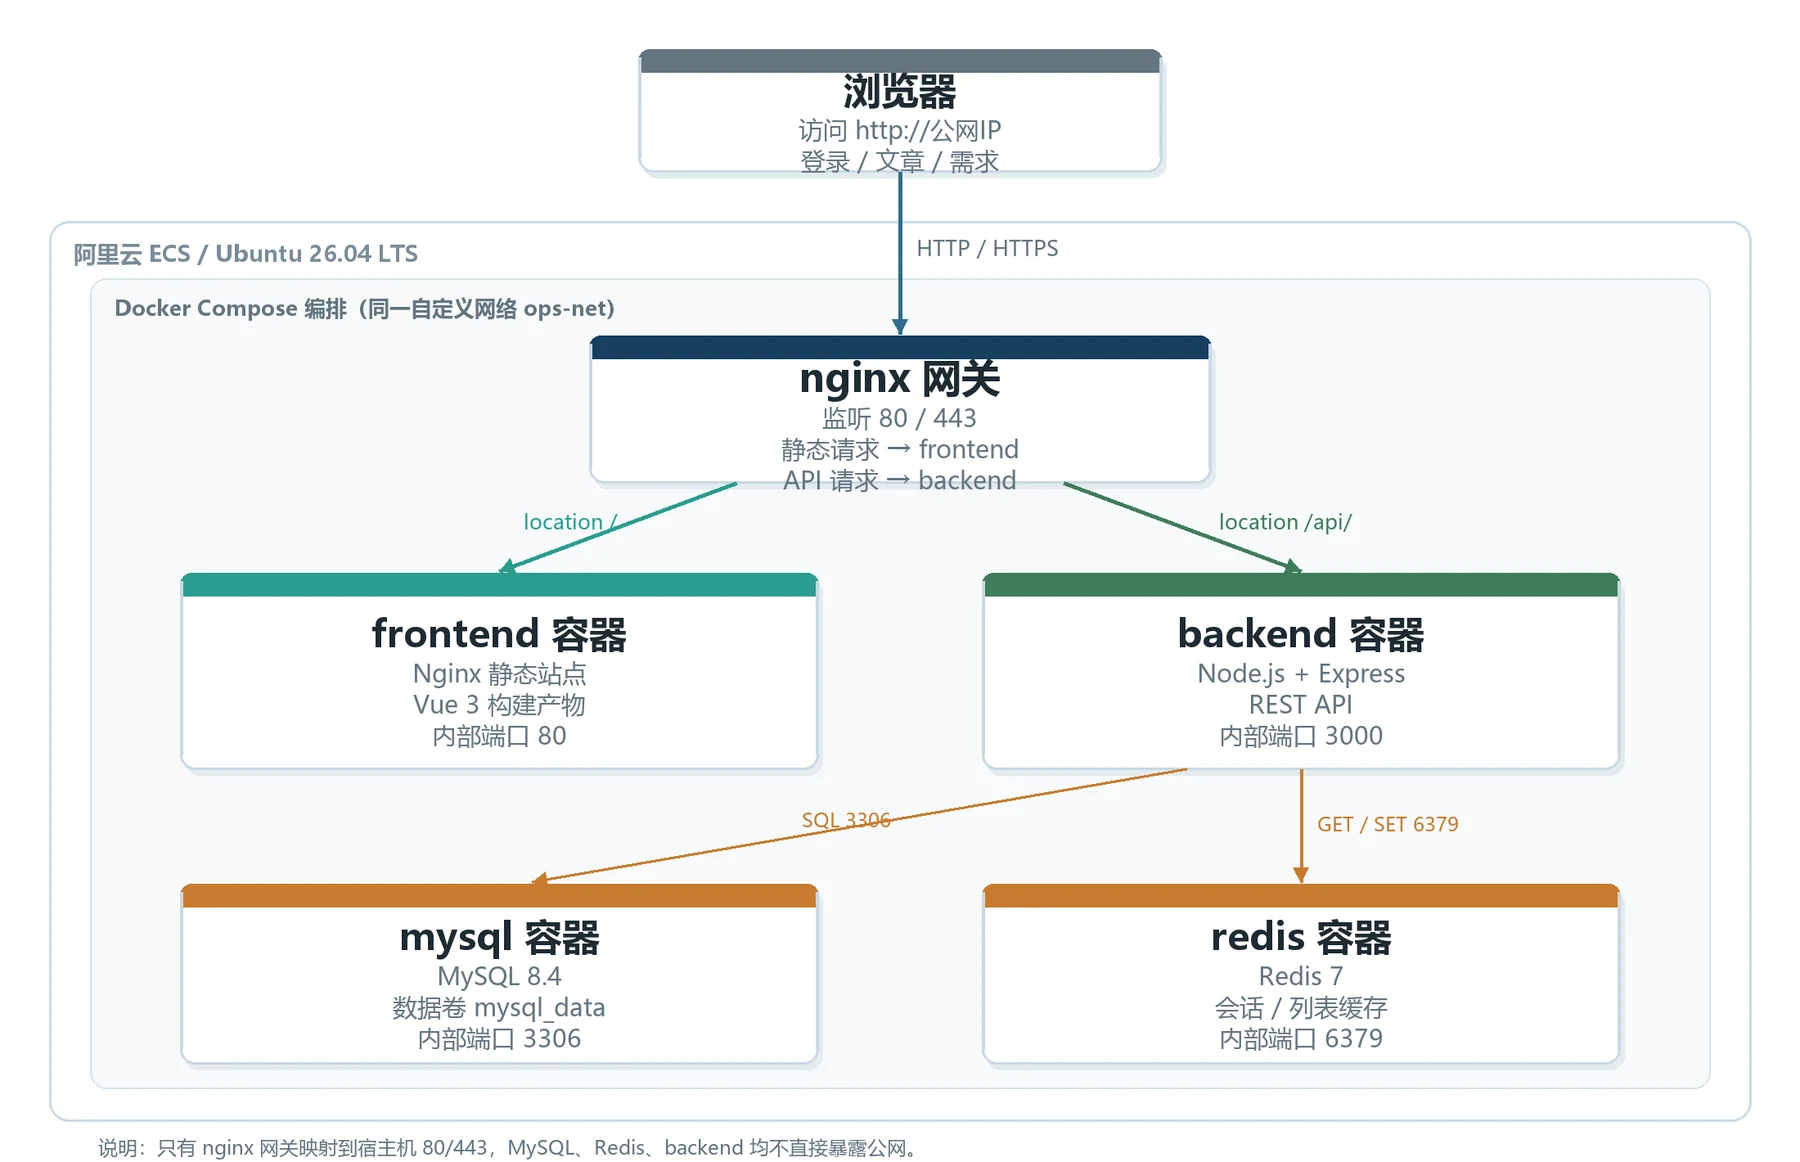 浏览器
访问 http://公网IP
登录 / 文章 / 需求
阿里云 ECS / Ubuntu 26.04 LTS
HTTP / HTTPS
Docker Compose 编排（同一自定义网络 ops-net）
nginx 网关
监听 80 / 443
静态请求 → frontend
API 请求 → backend
location /
location /api/
frontend 容器
Nginx 静态站点
Vue 3 构建产物
内部端口 80
backend 容器
Node.js + Express
REST API
内部端口 3000
SQL 3306
GET / SET 6379
mysql 容器
MySQL 8.4
数据卷 mysql_data
内部端口 3306
redis 容器
Redis 7
会话 / 列表缓存
内部端口 6379
说明：只有 nginx 网关映射到宿主机 80/443，MySQL、Redis、backend 均不直接暴露公网。